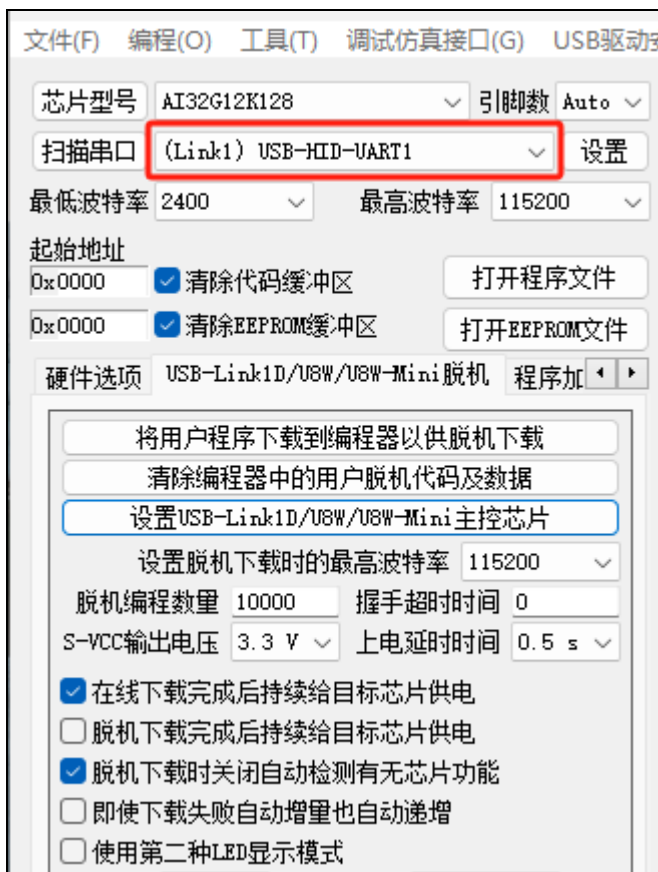 文件(F) 编程(O) 工具(T) 调试仿真接口(G) USB驱动
芯片型号 AI32G12K128 引脚数 Auto
扫描串口 (Link1) USB-HID-UART1 设置
最低波特率 2400 最高波特率 115200
起始地址
0x0000 清除代码缓冲区 打开程序文件
0x0000 清除EEPROM缓冲区 打开EEPROM文件
硬件选项 USB-Link1D/U8W/U8W-Mini脱机 程序加
将用户程序下载到编程器以供脱机下载
清除编程器中的用户脱机代码及数据
设置USB-Link1D/U8W/U8W-Mini主控芯片
设置脱机下载时的最高波特率 115200
脱机编程数量 10000 握手超时时间 0
S-VCC输出电压 3.3 V 上电延时时间 0.5 s
在线下载完成后持续给目标芯片供电
脱机下载完成后持续给目标芯片供电
脱机下载时关闭自动检测有无芯片功能
即使下载失败自动增量也自动递增
使用第二种LED显示模式